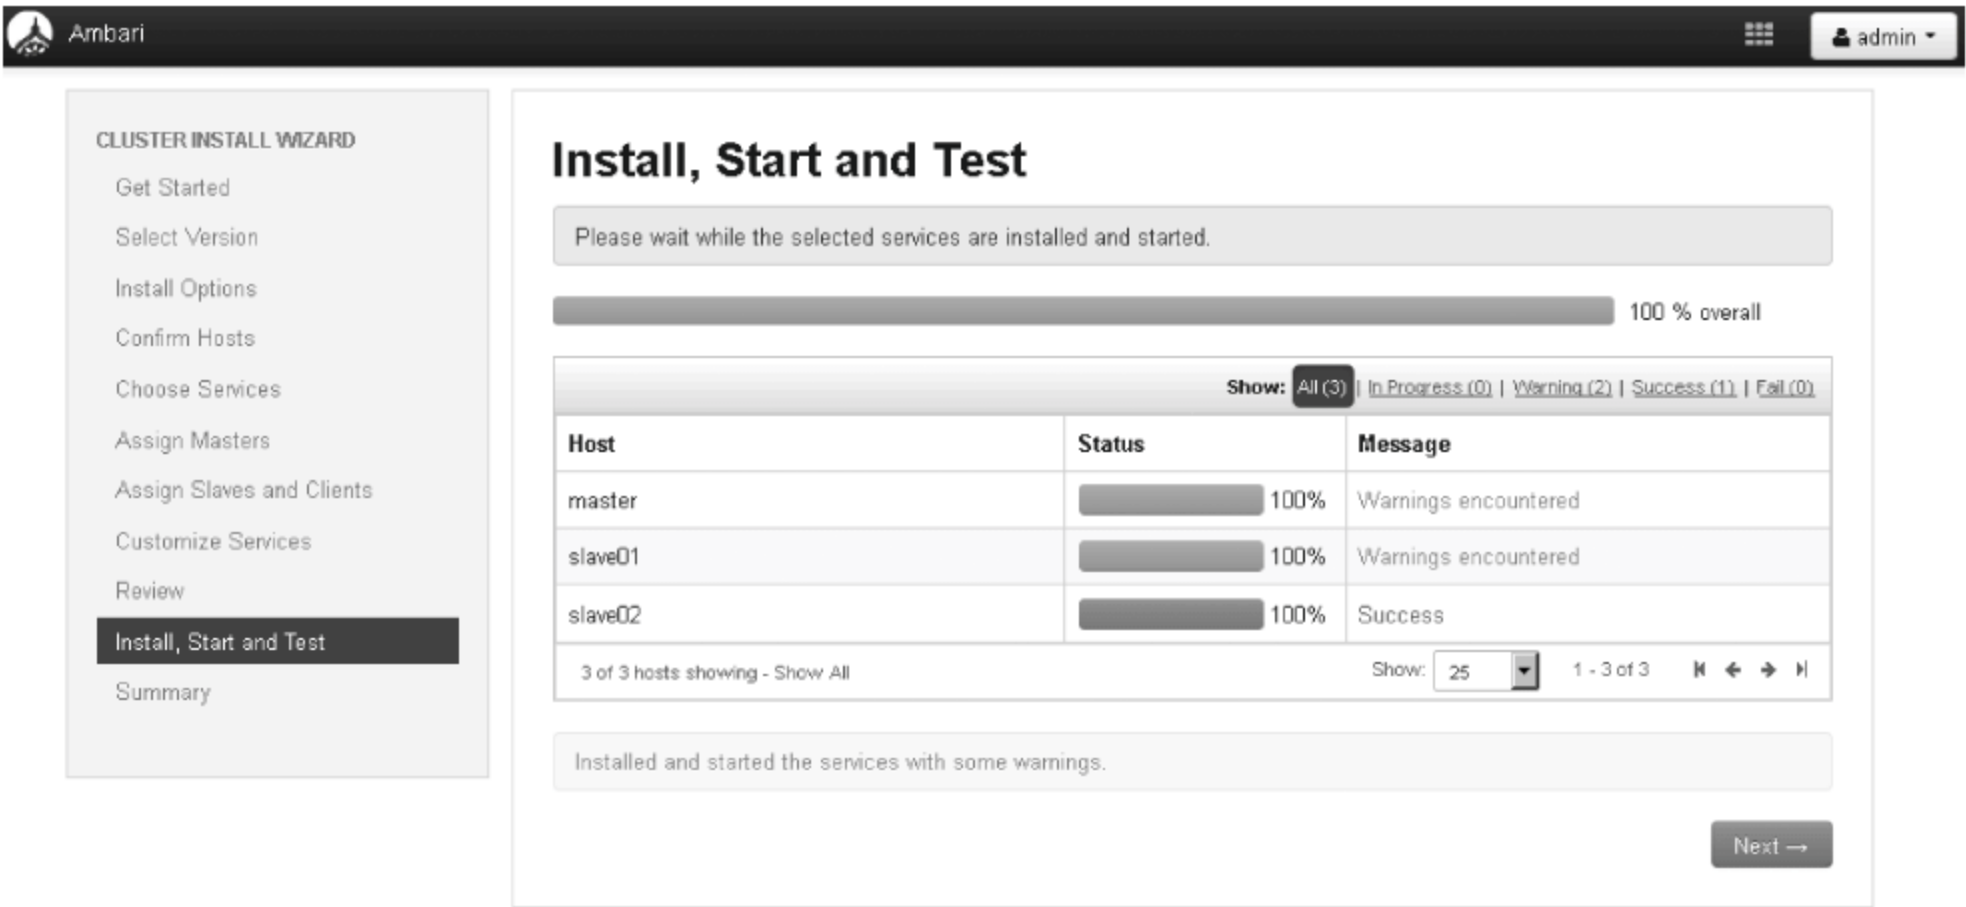 Ambari
admin
CLUSTER INSTALL WIZARD
Get Started
Select Version
Install Options
Confirm Hosts
Choose Services
Assign Masters
Assign Slaves and Clients
Customize Services
Review
Install, Start and Test
Summary
Install, Start and Test
Please wait while the selected services are installed and started.
100 % overall
Show: All (3) | In Progress (0) | Warning (2) | Success (1) | Fail (0)
Host Status Message
master 100% Warnings encountered
slave01 100% Warnings encountered
slave02 100% Success
3 of 3 hosts showing - Show All Show: 25 1 - 3 of 3
Installed and started the services with some warnings.
Next →